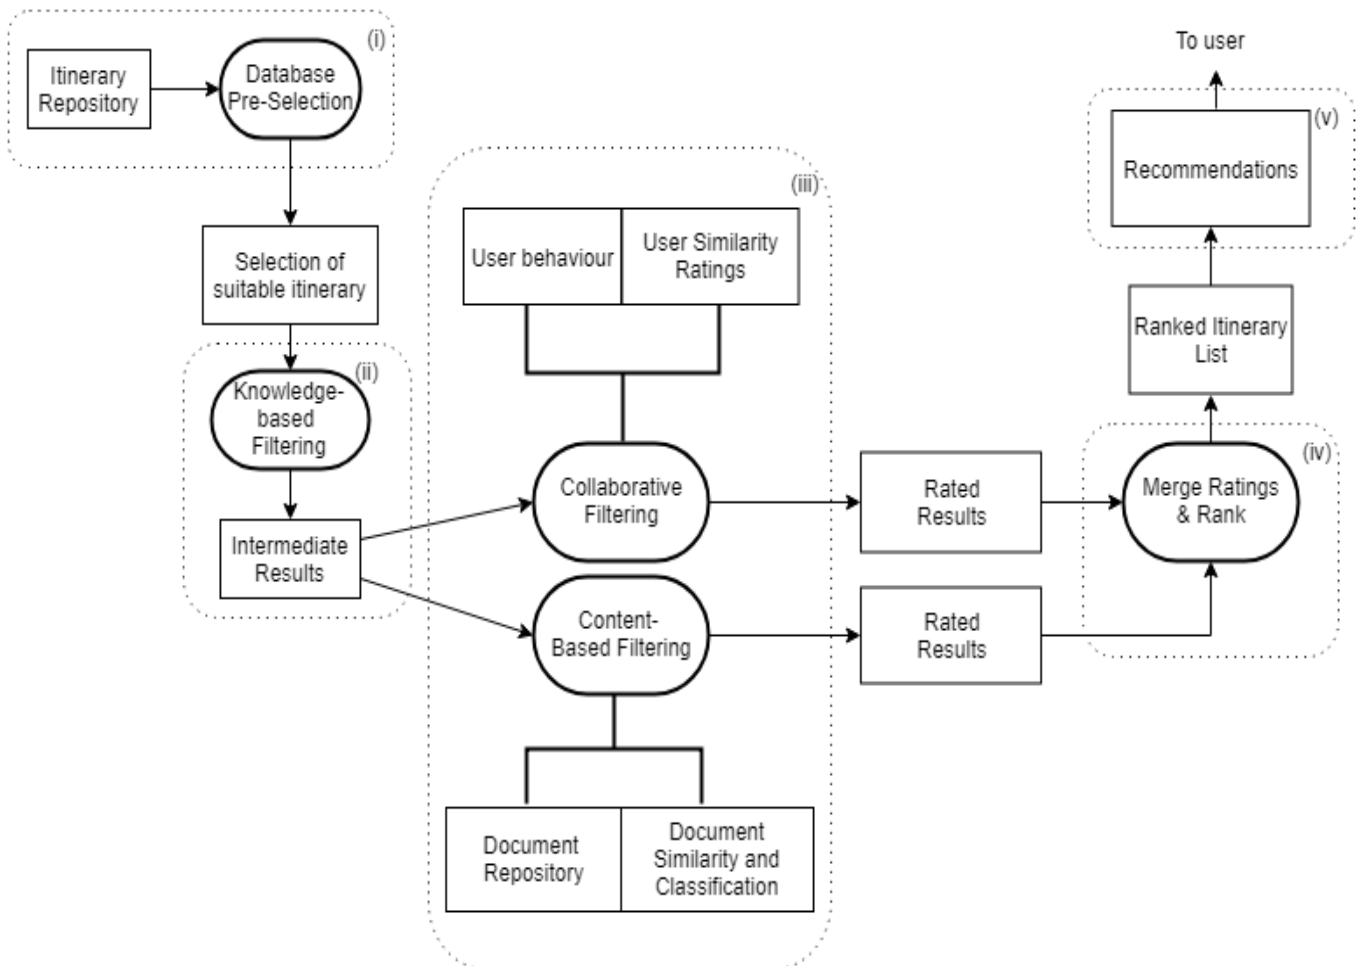 (i)
Itinerary
Repository
Database
Pre-Selection
To user
(v)
Recommendations
(iii)
User behaviour
User Similarity
Ratings
Selection of
suitable itinerary
Ranked Itinerary
List
(ii)
Knowledge-
based
Filtering
(iv)
Collaborative
Filtering
Rated
Results
Merge Ratings
& Rank
Intermediate
Results
Content-
Based Filtering
Rated
Results
Document
Repository
Document
Similarity and
Classification